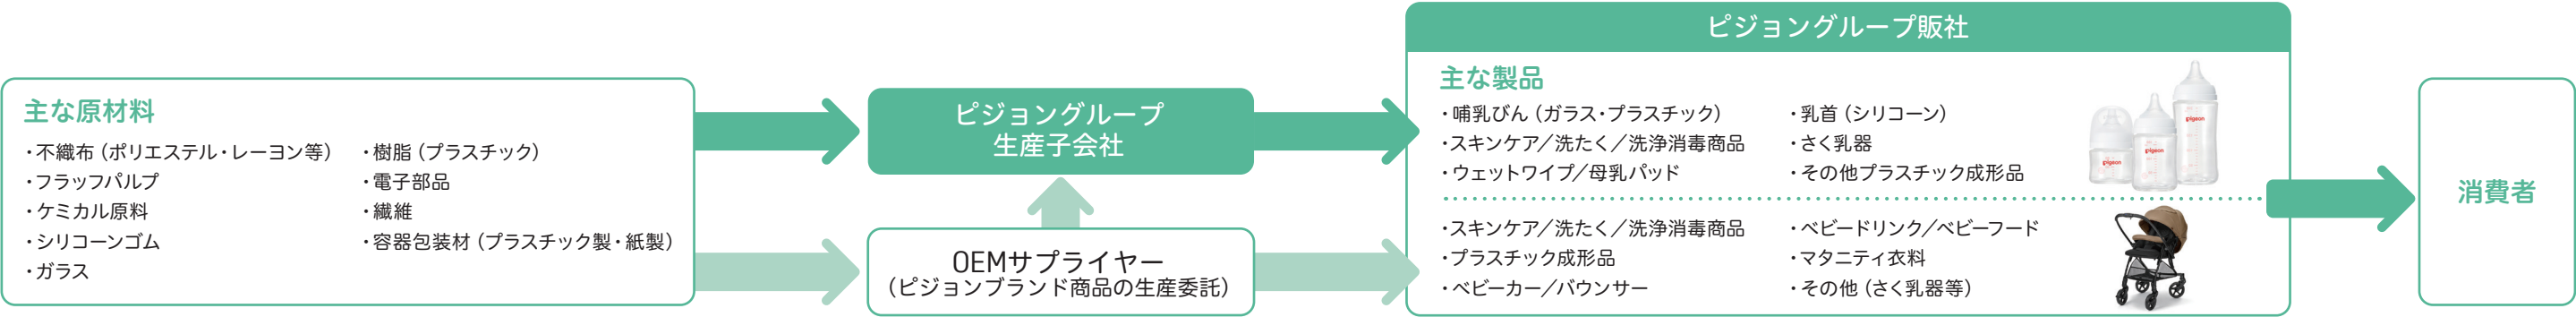 主な原材料
・不織布（ポリエステル・レーヨン等）
・フラッフパルプ
・ケミカル原料
・シリコーンゴム
・ガラス
・樹脂（プラスチック）
・電子部品
・繊維
・容器包装材（プラスチック製・紙製）
ピジョングループ
生産子会社
OEMサプライヤー
（ピジョンブランド商品の生産委託）
ピジョングループ販社
主な製品
・哺乳びん（ガラス・プラスチック）
・スキンケア／洗たく／洗浄消毒商品
・ウェットワイプ／母乳パッド
・乳首（シリコーン）
・さく乳器
・その他プラスチック成形品
pigeon
pigeon
pigeon
・スキンケア／洗たく／洗浄消毒商品
・プラスチック成形品
・ベビーカー／バウンサー
・ベビードリンク／ベビーフード
・マタニティ衣料
・その他（さく乳器等）
消費者